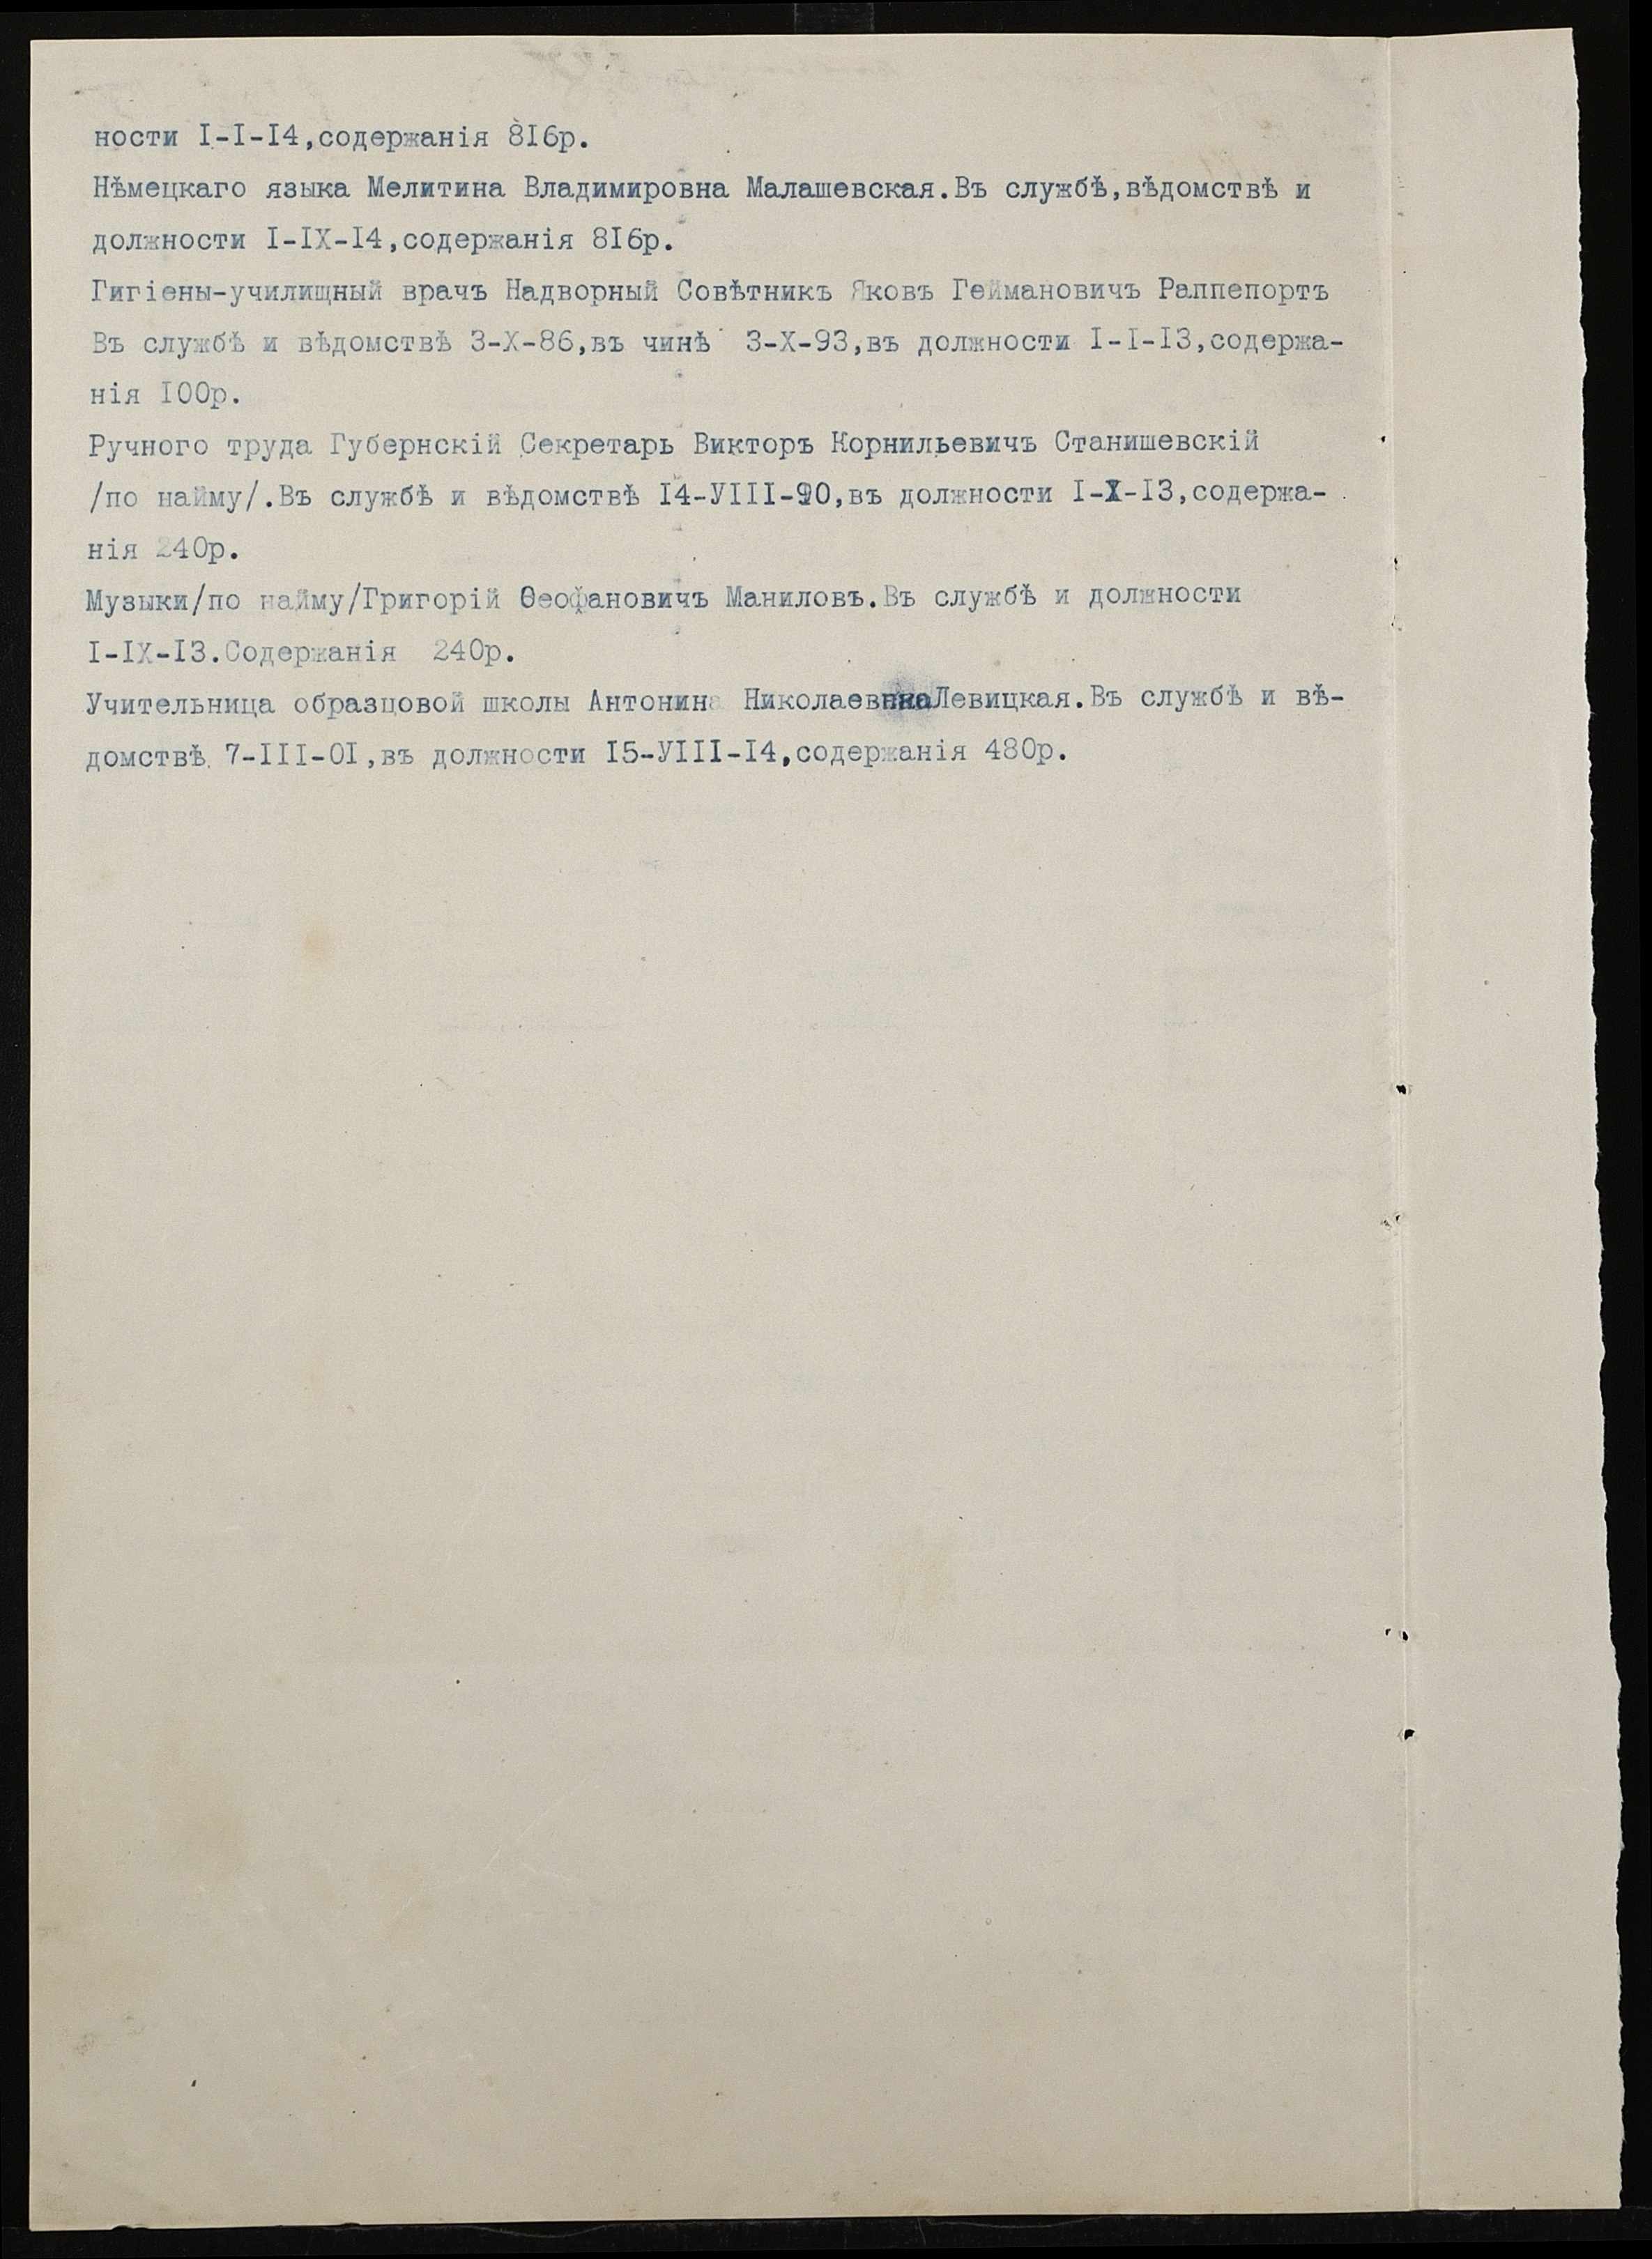 ности I-I-I4,содержанія 8I6р.
Нѣмецкаго языка Мелитина Владимировна Малашевская.Въ службѣ,вѣдомствѣ и
должности I-IX-I4,содержанія 8I6р.
Гигіены-училищный врачъ Надворный Совѣтникъ Яковъ Геймановичъ Раппепортъ
Въ службѣ и вѣдомствѣ 3-X-86,въ чинѣ 3-X-93,въ должности I-I-I3,содержа-
нія I00р.
Ручного труда Губернскій Секретарь Викторъ Корнильевичъ Станишевскій
/по найму/.Въ службѣ и вѣдомствѣ I4-УIII-90,въ должности I-X-I3,содержа-
нія 240р.
Музыки/по найму/Григорій Ѳеофановичъ Маниловъ.Въ службѣ и должности
I-IX-I3.Содержанія 240р.
Учительница образцовой школы Антонина Николаевна Левицкая.Въ службѣ и вѣ-
домствѣ 7-III-0I,въ должности I5-УIII-I4,содержанія 480р.